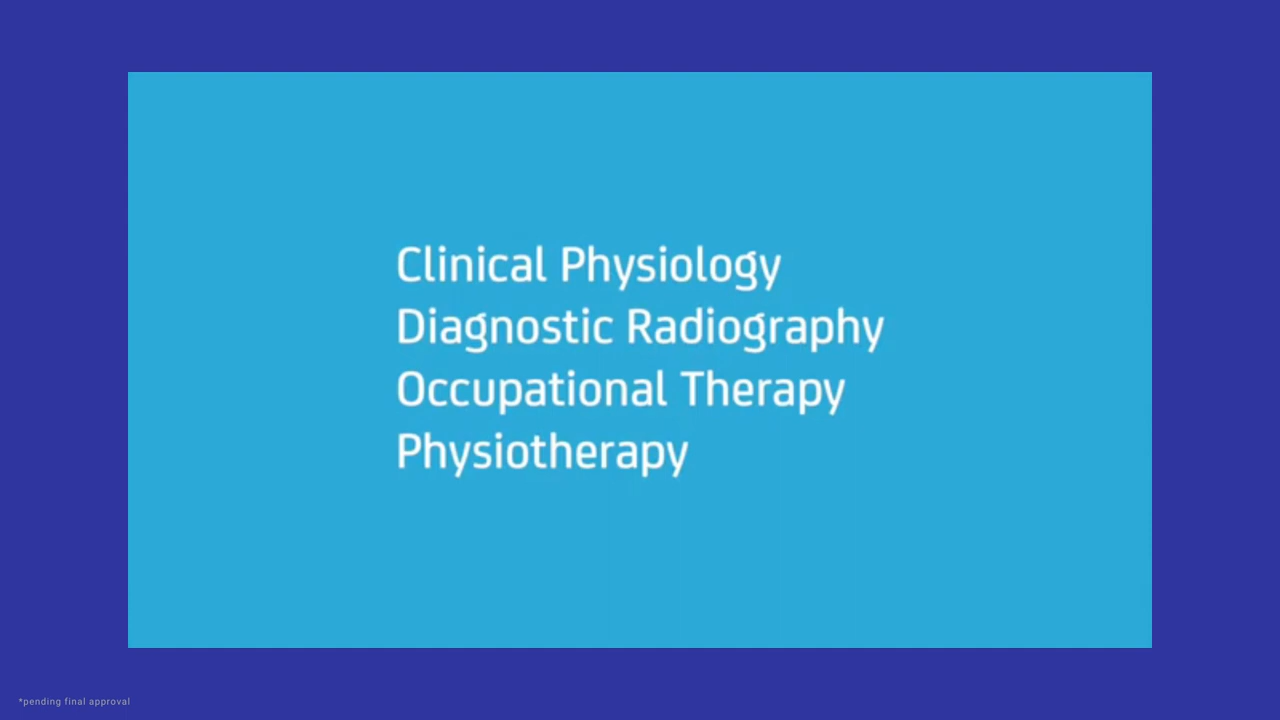 Clinical Physiology
Diagnostic Radiography
Occupational Therapy
Physiotherapy
*pending final approval